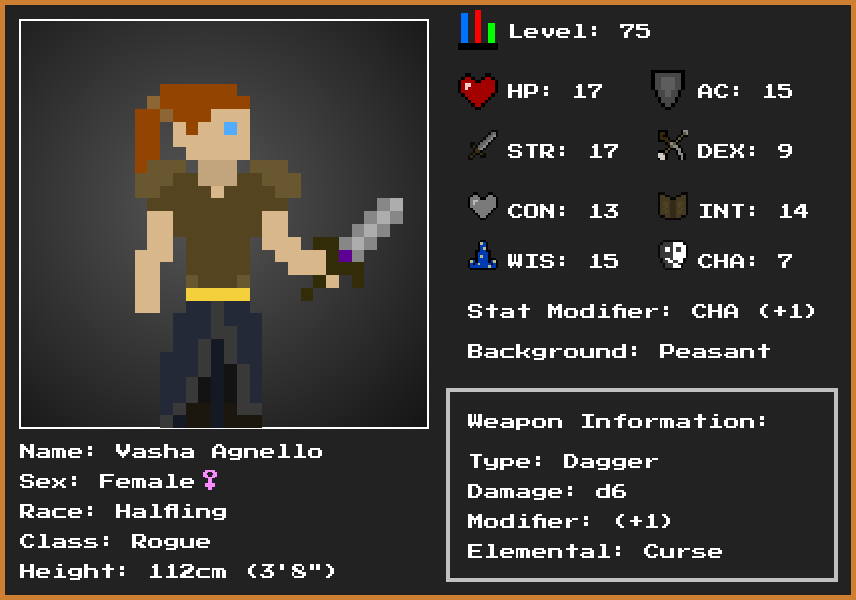 Level: 75
HP: 17
AC: 15
STR: 17
DEX: 9
CON: 13
INT: 14
WIS: 15
CHA: 7
Stat Modifier: CHA (+1)
Background: Peasant
Weapon Information:
Type: Dagger
Damage: d6
Modifier: (+1)
Elemental: Curse
Name: Vasha Agnello
Sex: Female♀
Race: Halfling
Class: Rogue
Height: 112cm (3'8")